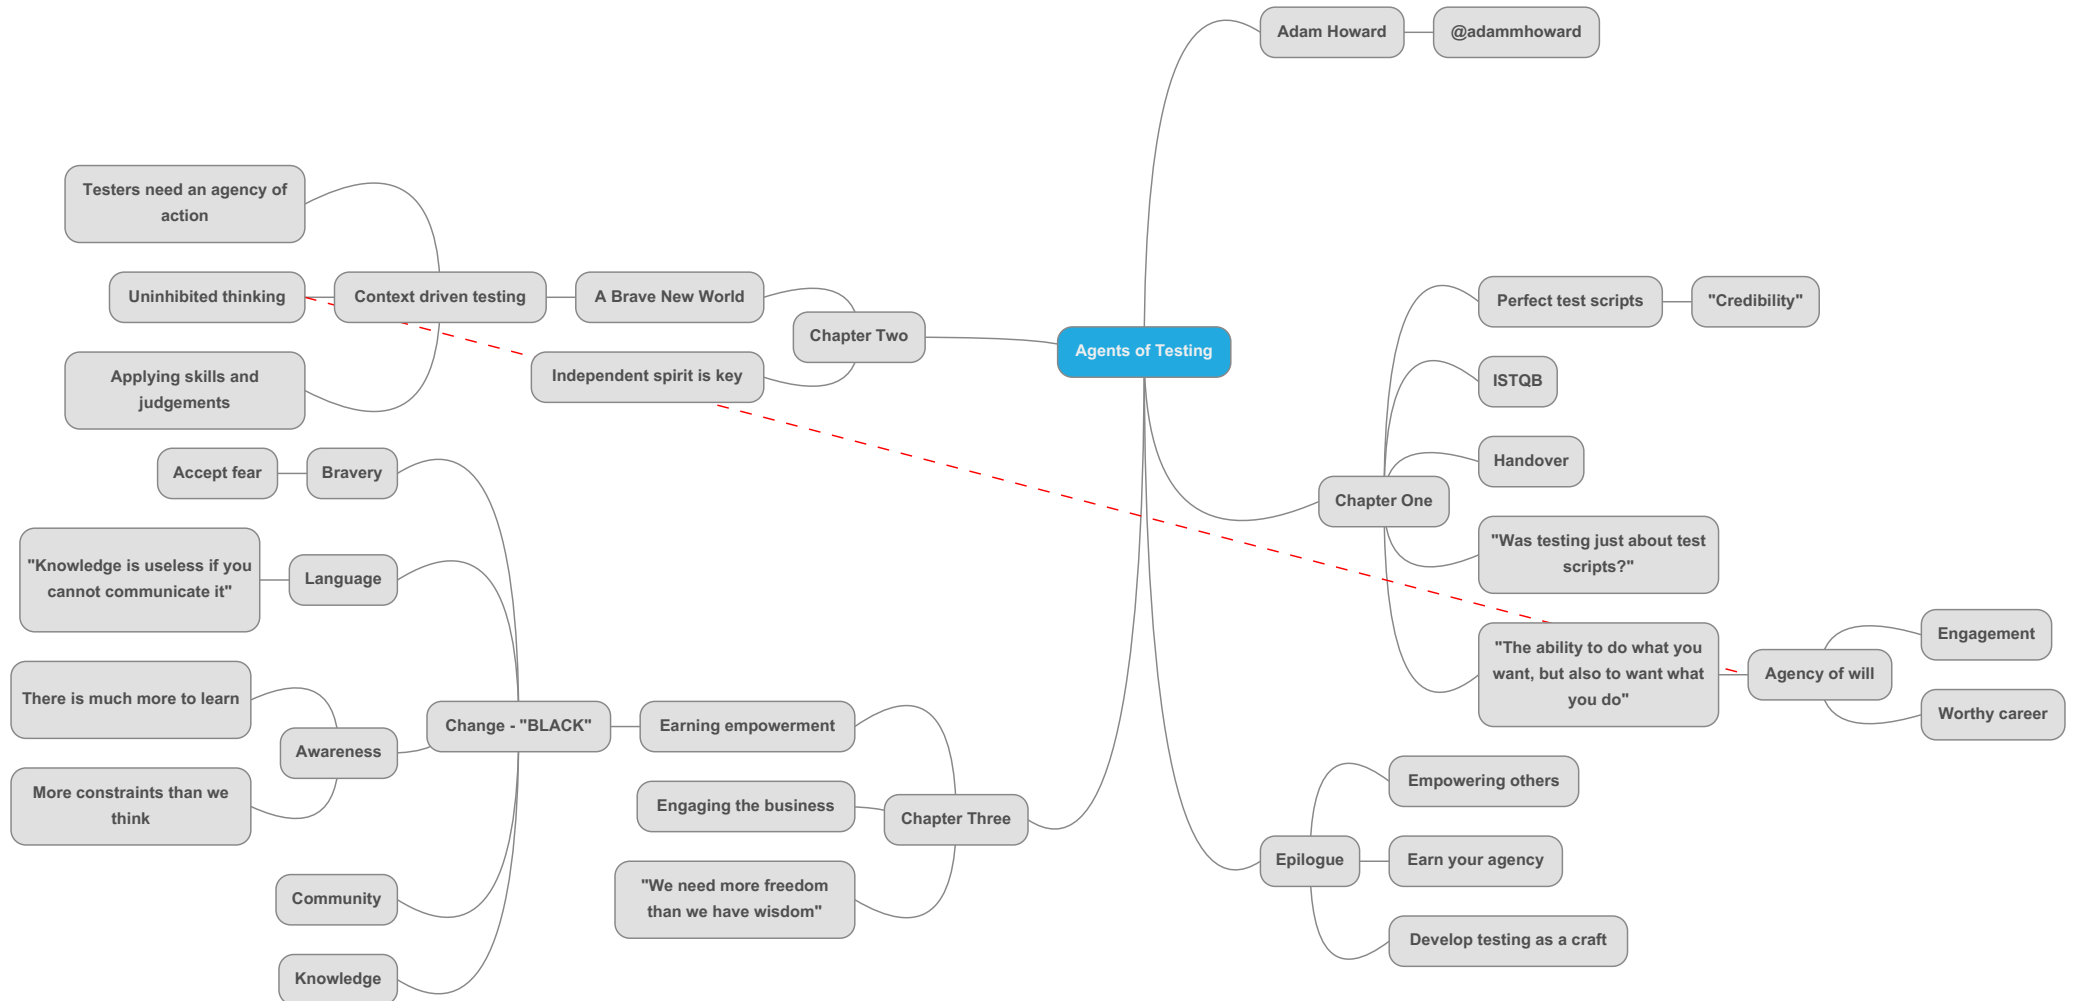 Agents of Testing
Adam Howard
@adammhoward
Chapter One
Perfect test scripts
"Credibility"
ISTQB
Handover
"Was testing just about test
scripts?"
"The ability to do what you
want, but also to want what
you do"
Agency of will
Engagement
Worthy career
Chapter Two
A Brave New World
Context driven testing
Testers need an agency of
action
Uninhibited thinking
Applying skills and
judgements
Independent spirit is key
Chapter Three
Earning empowerment
Change - "BLACK"
Bravery
Accept fear
Language
"Knowledge is useless if you
cannot communicate it"
Awareness
There is much more to learn
More constraints than we
think
Community
Knowledge
Engaging the business
"We need more freedom
than we have wisdom"
Epilogue
Empowering others
Earn your agency
Develop testing as a craft